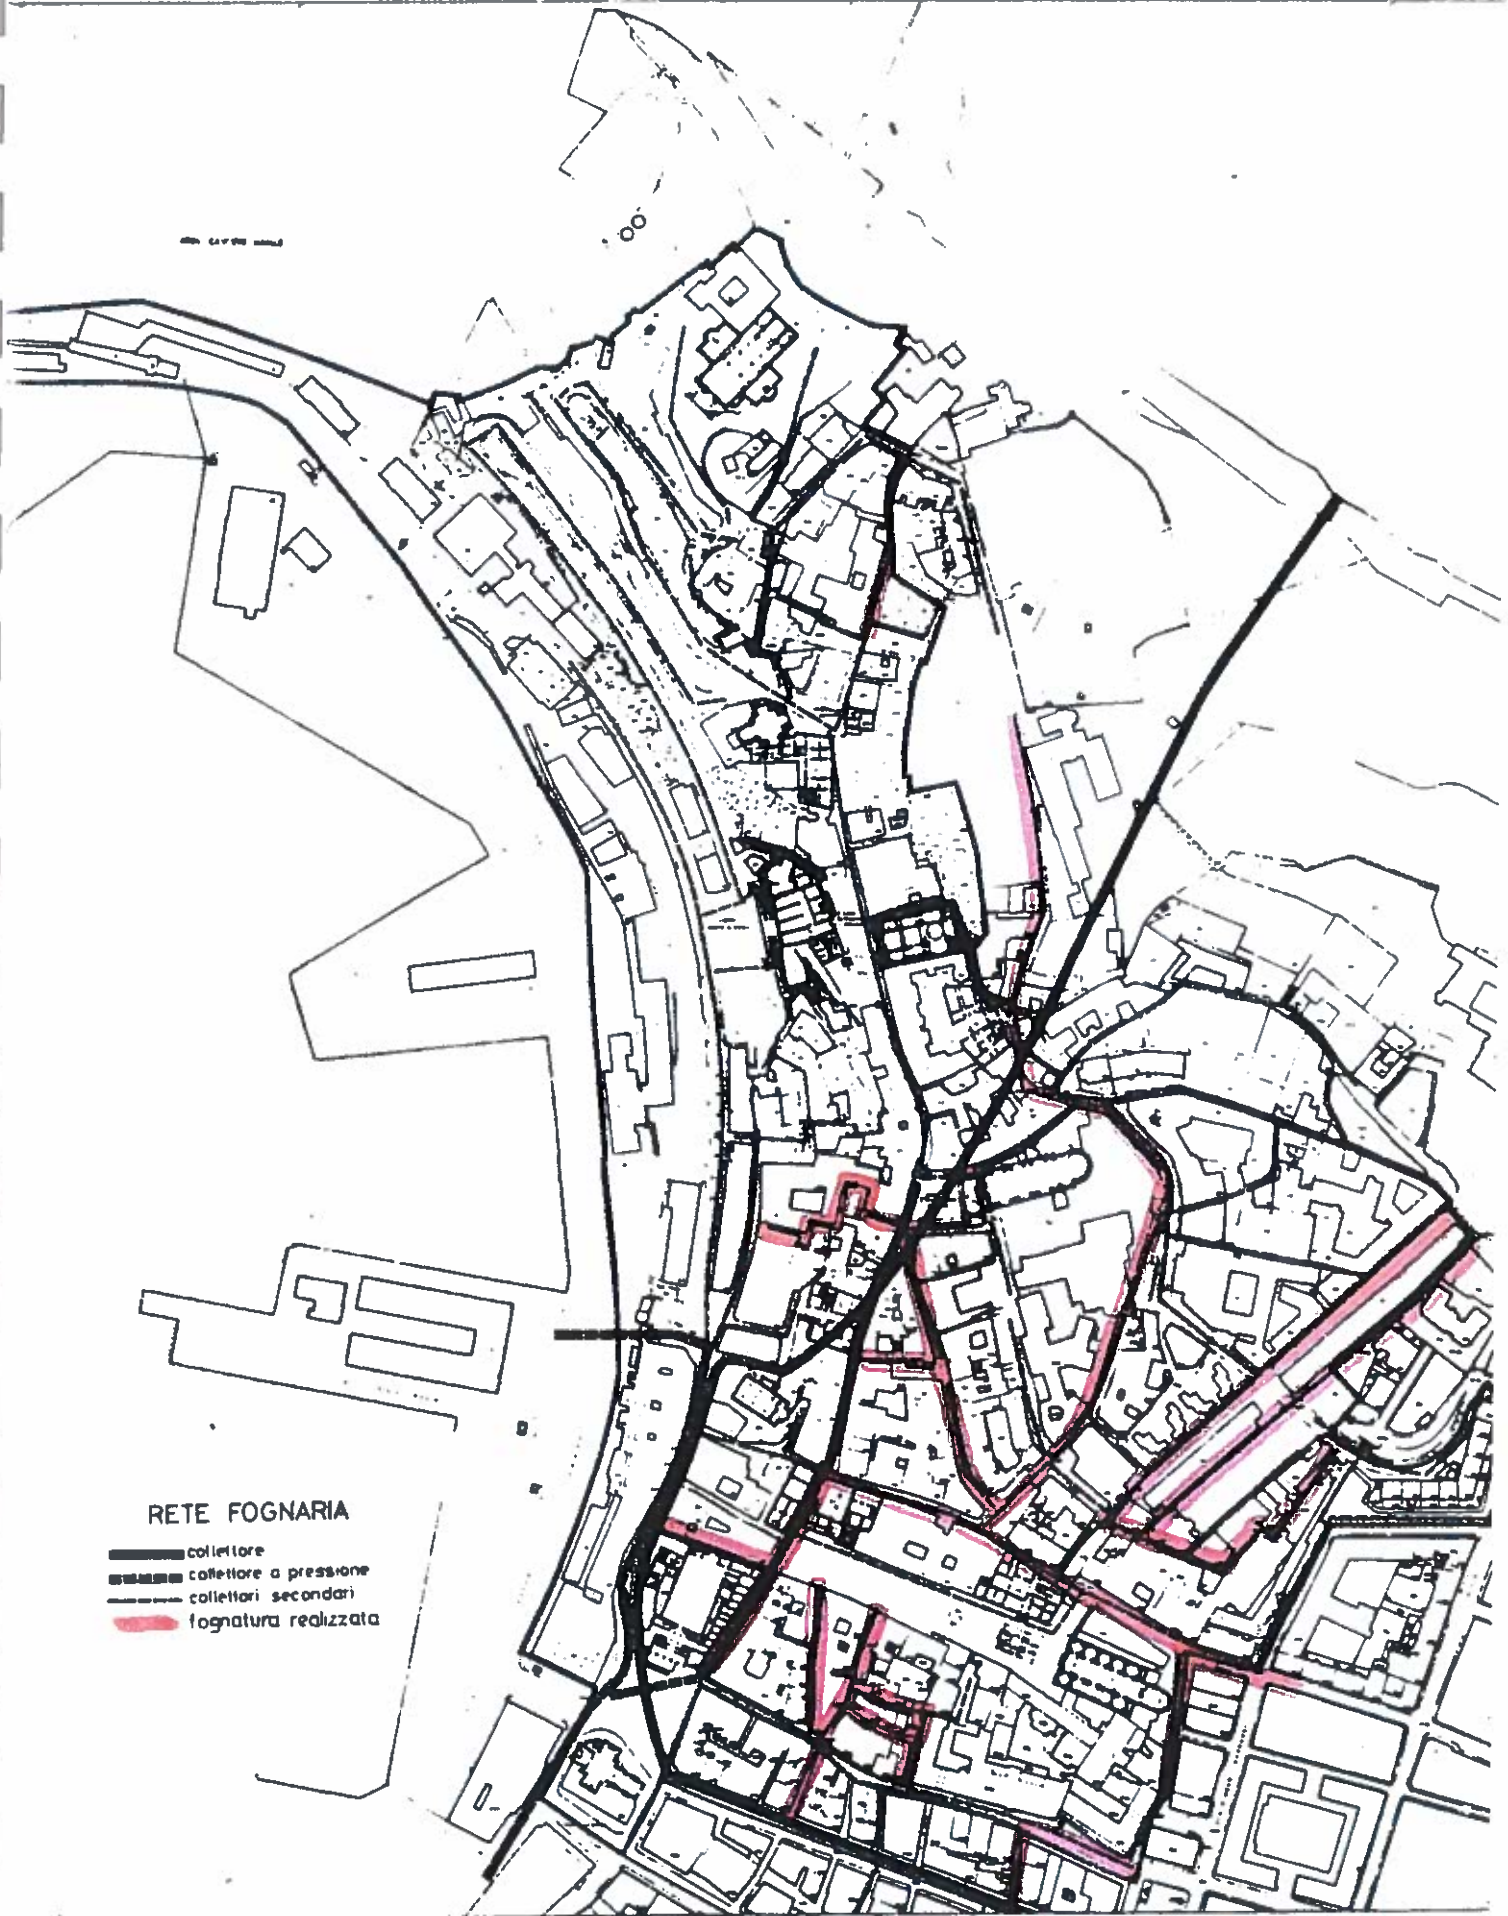 RETE FOGNARIA
collettore
collettore a pressione
collettori secondari
fognatura realizzata